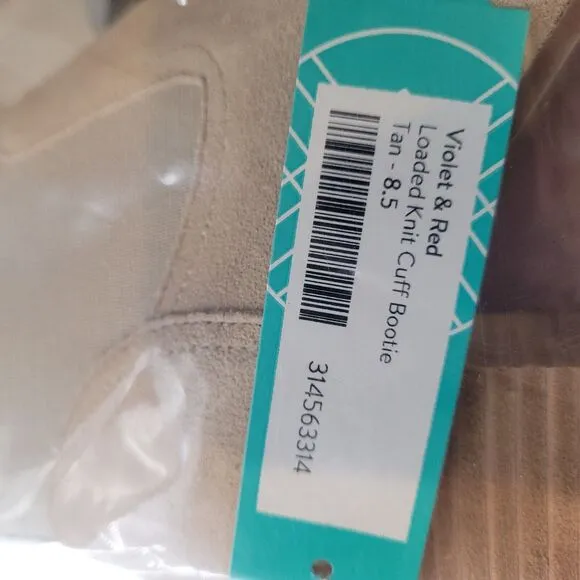 Violet & Red
Loaded Knit Cuff Bootie
Tan - 8.5
314563314